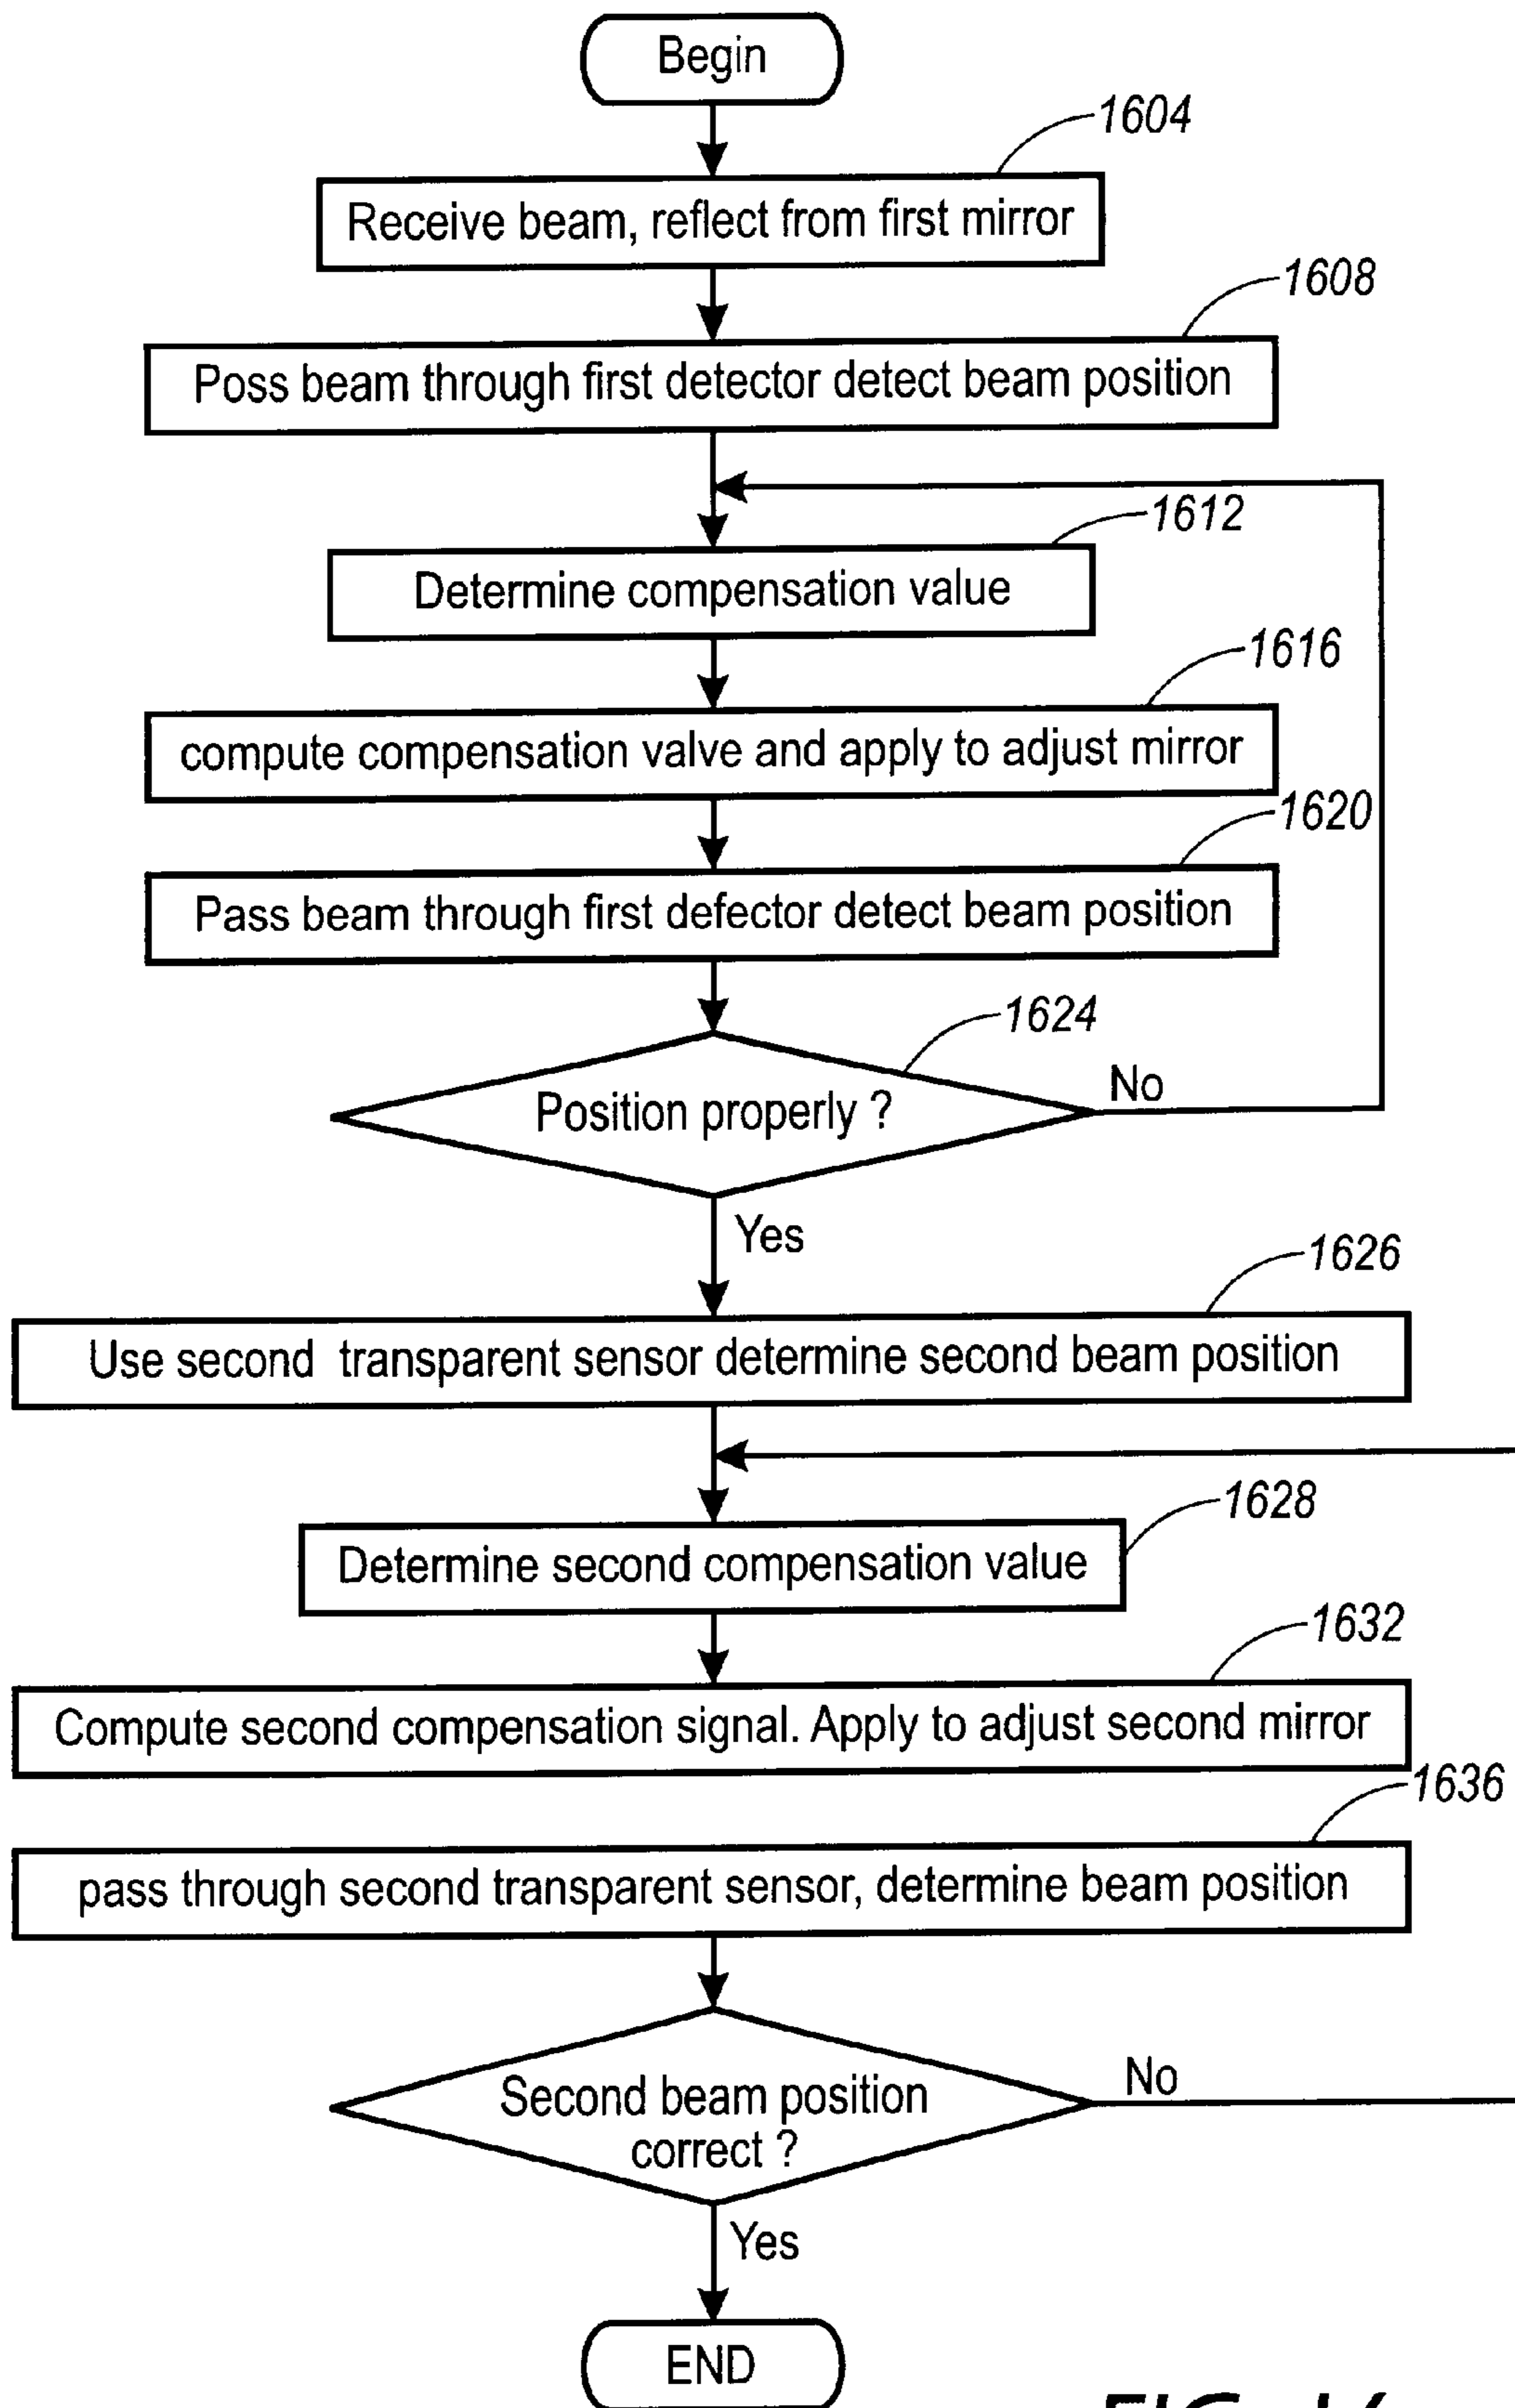 Begin
1604
Receive beam, reflect from first mirror
1608
Poss beam through first detector detect beam position
1612
Determine compensation value
1616
compute compensation valve and apply to adjust mirror
1620
Pass beam through first defector detect beam position
1624
Position properly ?
No
Yes
1626
Use second transparent sensor determine second beam position
1628
Determine second compensation value
1632
Compute second compensation signal. Apply to adjust second mirror
1636
pass through second transparent sensor, determine beam position
Second beam position
correct ?
No
Yes
END